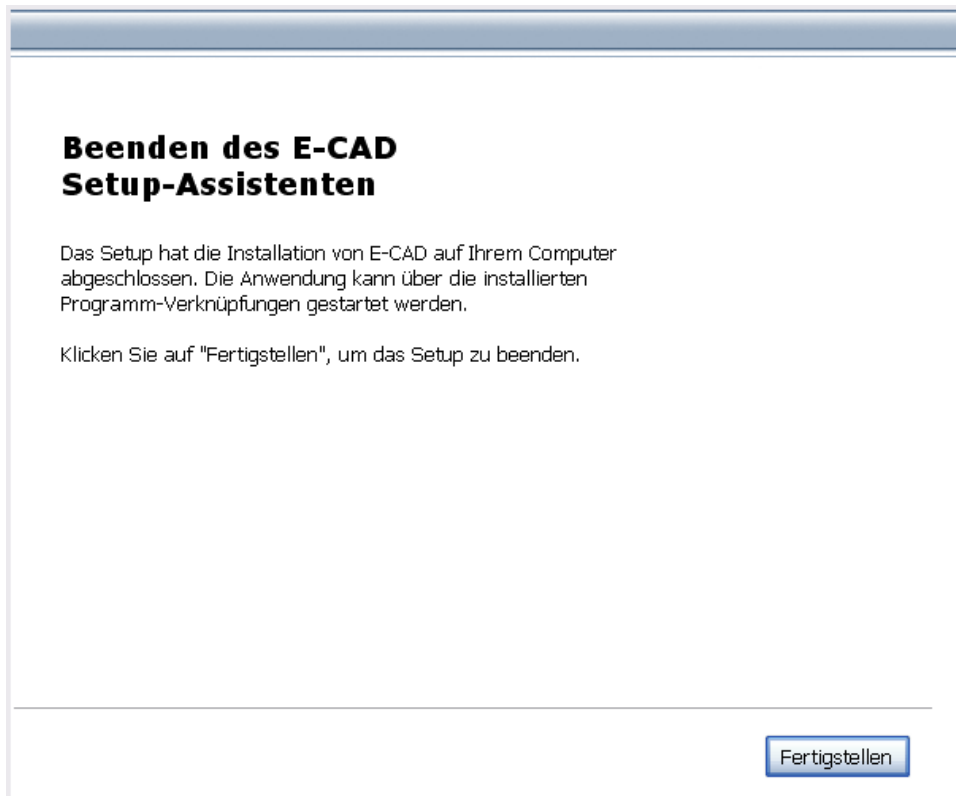 Beenden des E-CAD
Setup-Assistenten
Das Setup hat die Installation von E-CAD auf Ihrem Computer
abgeschlossen. Die Anwendung kann über die installierten
Programm-Verknüpfungen gestartet werden.
Klicken Sie auf "Fertigstellen", um das Setup zu beenden.
Fertigstellen